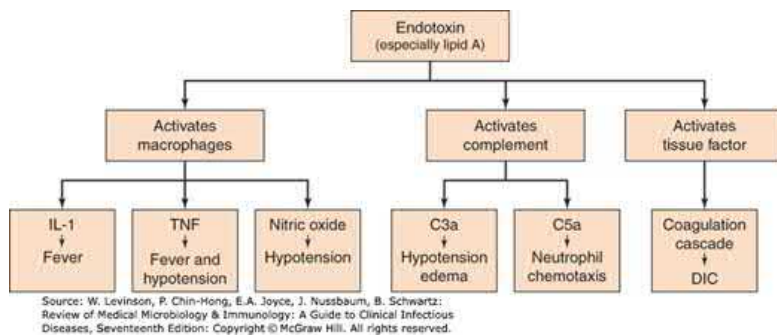 Endotoxin
(especially lipid A)
Activates
macrophages
Activates
complement
Activates
tissue factor
IL-1
Fever
TNF
Fever and
hypotension
Nitric oxide
Hypotension
C3a
Hypotension
edema
C5a
Neutrophil
chemotaxis
Coagulation
cascade
DIC
Source: W. Levinson, P. Chin-Hong, E.A. Joyce, J. Nussbaum, B. Schwartz:
Review of Medical Microbiology & Immunology: A Guide to Clinical Infectious
Diseases, Seventeenth Edition: Copyright © McGraw Hill. All rights reserved.